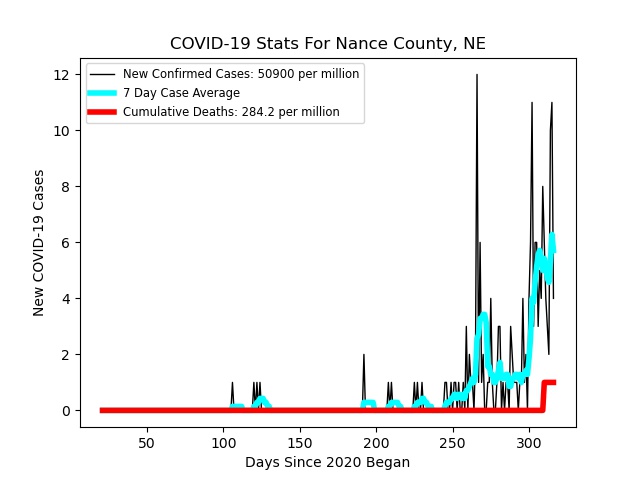 COVID-19 Stats For Nance County, NE
New Confirmed Cases: 50900 per million
7 Day Case Average
Cumulative Deaths: 284.2 per million
New COVID-19 Cases
12
10
8
6
4
2
0
50
100
150
200
250
300
Days Since 2020 Began